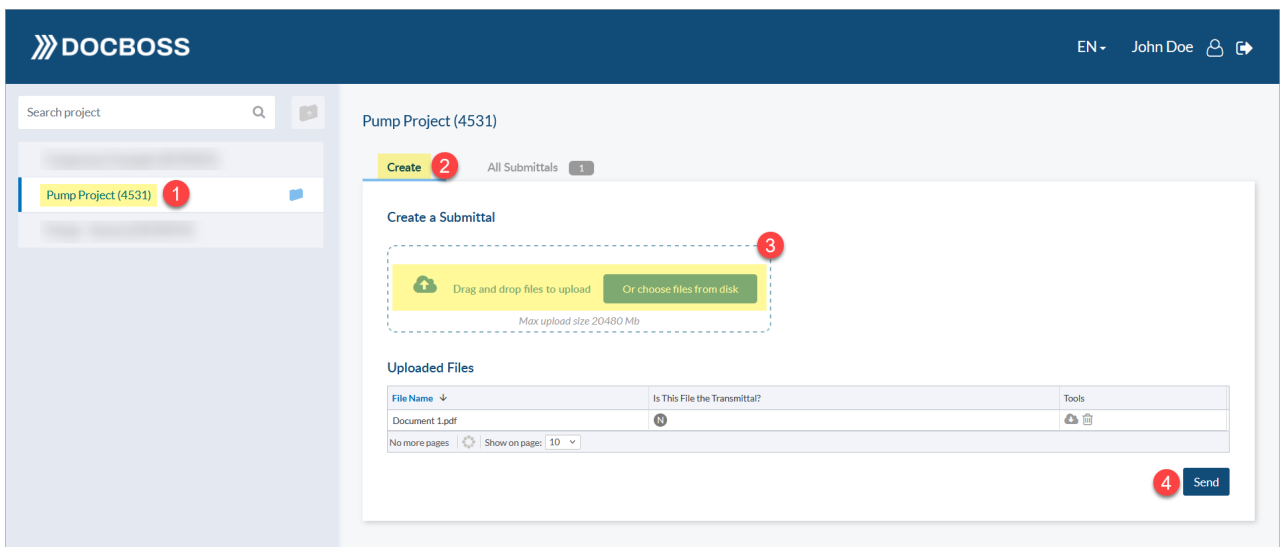 DOCBOSS
EN
John Doe
Search project
Pump Project (4531) 1
Pump Project (4531)
Create 2 All Submittals 1
Create a Submittal
3
Drag and drop files to upload Or choose files from disk
Max upload size 20480 Mb
Uploaded Files
File Name Is This File the Transmittal? Tools
Document 1.pdf N
No more pages Show on page: 10
4 Send